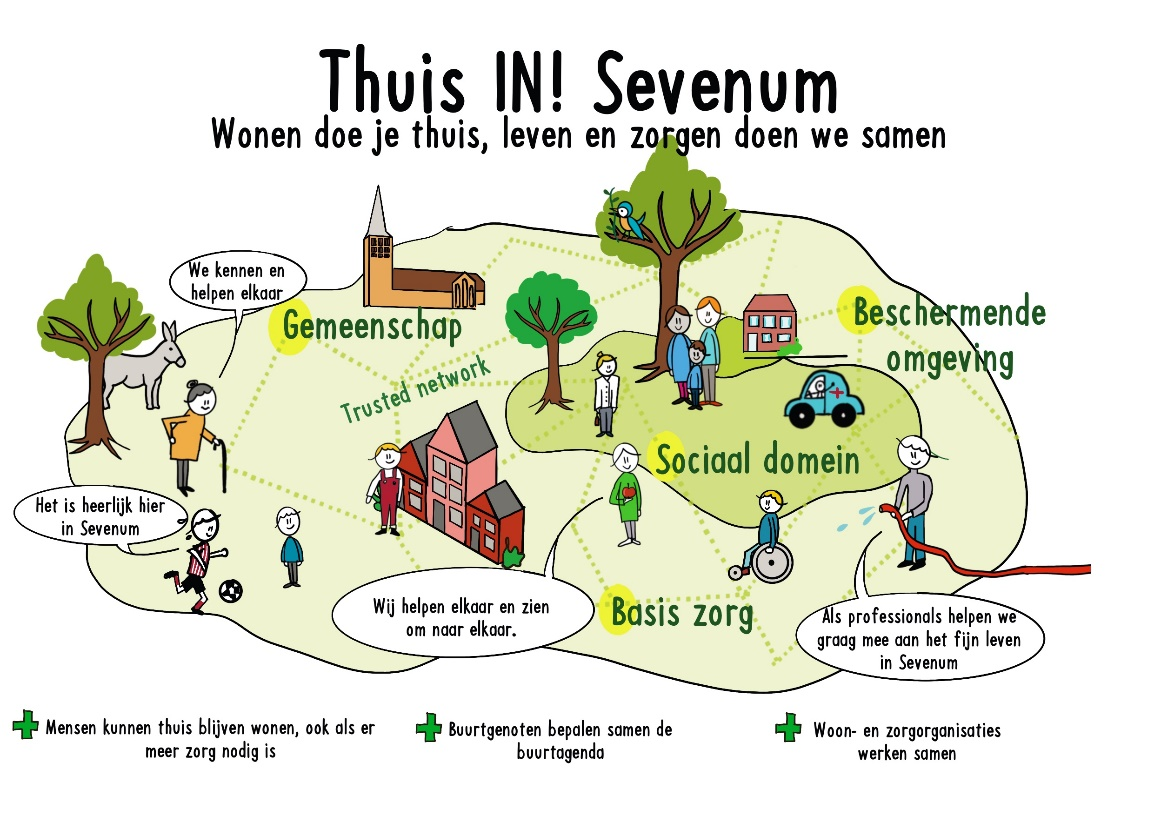 Thuis IN! Sevenum
Wonen doe je thuis, leven en zorgen doen we samen
We kennen en
helpen elkaar
Gemeenschap
Beschermende
omgeving
Trusted network
Sociaal domein
Het is heerlijk hier
in Sevenum
Wij helpen elkaar en zien
om naar elkaar.
Basis zorg
Als professionals helpen we
graag mee aan het fijn leven
in Sevenum
Mensen kunnen thuis blijven wonen, ook als er
meer zorg nodig is
Buurtgenoten bepalen samen de
buurtagenda
Woon- en zorgorganisaties
werken samen